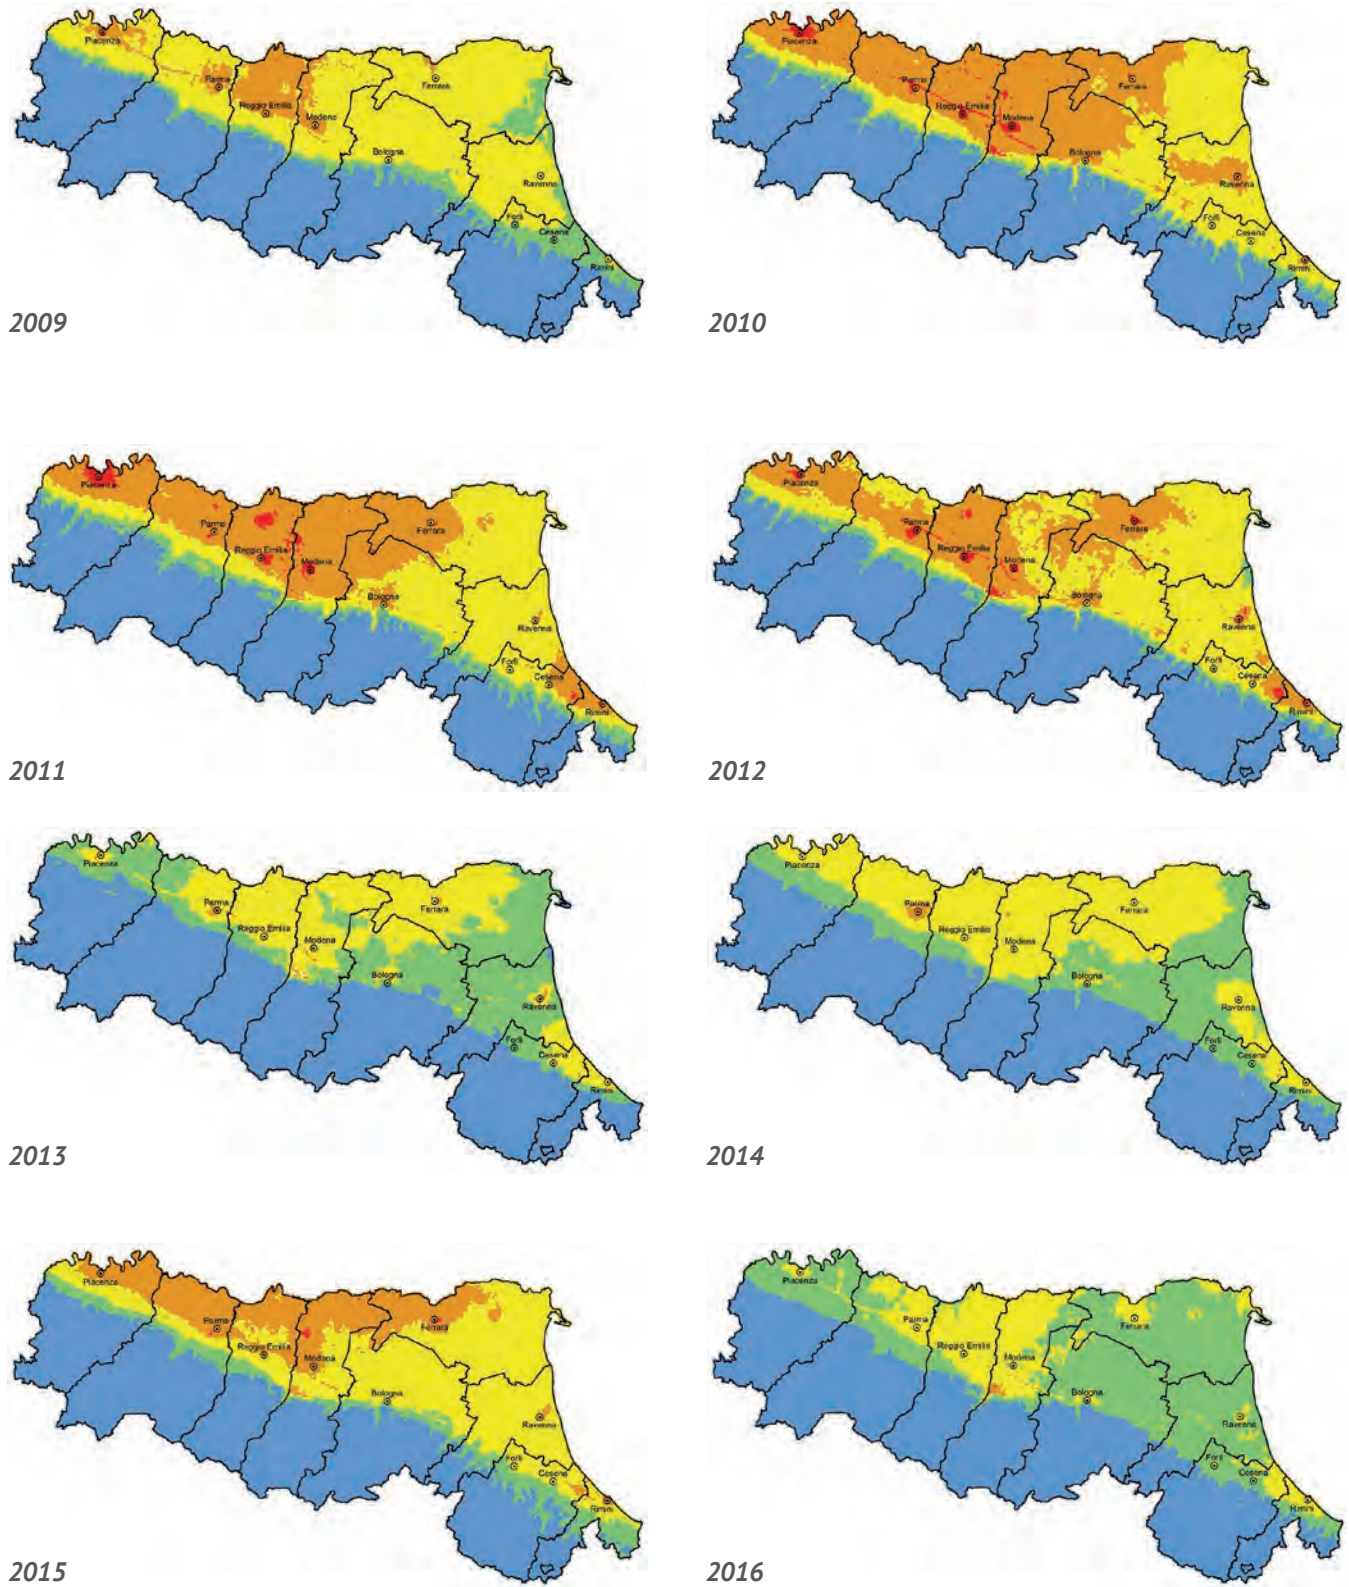 Piacenza
Parma
Reggio Emilia
Modena
Ferrara
Bologna
Ravenna
Forlì
Cesena
Rimini
2009
Piacenza
Parma
Reggio Emilia
Modena
Ferrara
Bologna
Ravenna
Forlì
Cesena
Rimini
2010
Piacenza
Parma
Reggio Emilia
Modena
Ferrara
Bologna
Ravenna
Forlì
Cesena
Rimini
2011
Piacenza
Parma
Reggio Emilia
Modena
Ferrara
Bologna
Ravenna
Forlì
Cesena
Rimini
2012
Piacenza
Parma
Reggio Emilia
Modena
Ferrara
Bologna
Ravenna
Forlì
Cesena
Rimini
2013
Piacenza
Parma
Reggio Emilia
Modena
Ferrara
Bologna
Ravenna
Forlì
Cesena
Rimini
2014
Piacenza
Parma
Reggio Emilia
Modena
Ferrara
Bologna
Ravenna
Forlì
Cesena
Rimini
2015
Piacenza
Parma
Reggio Emilia
Modena
Ferrara
Bologna
Ravenna
Forlì
Cesena
Rimini
2016